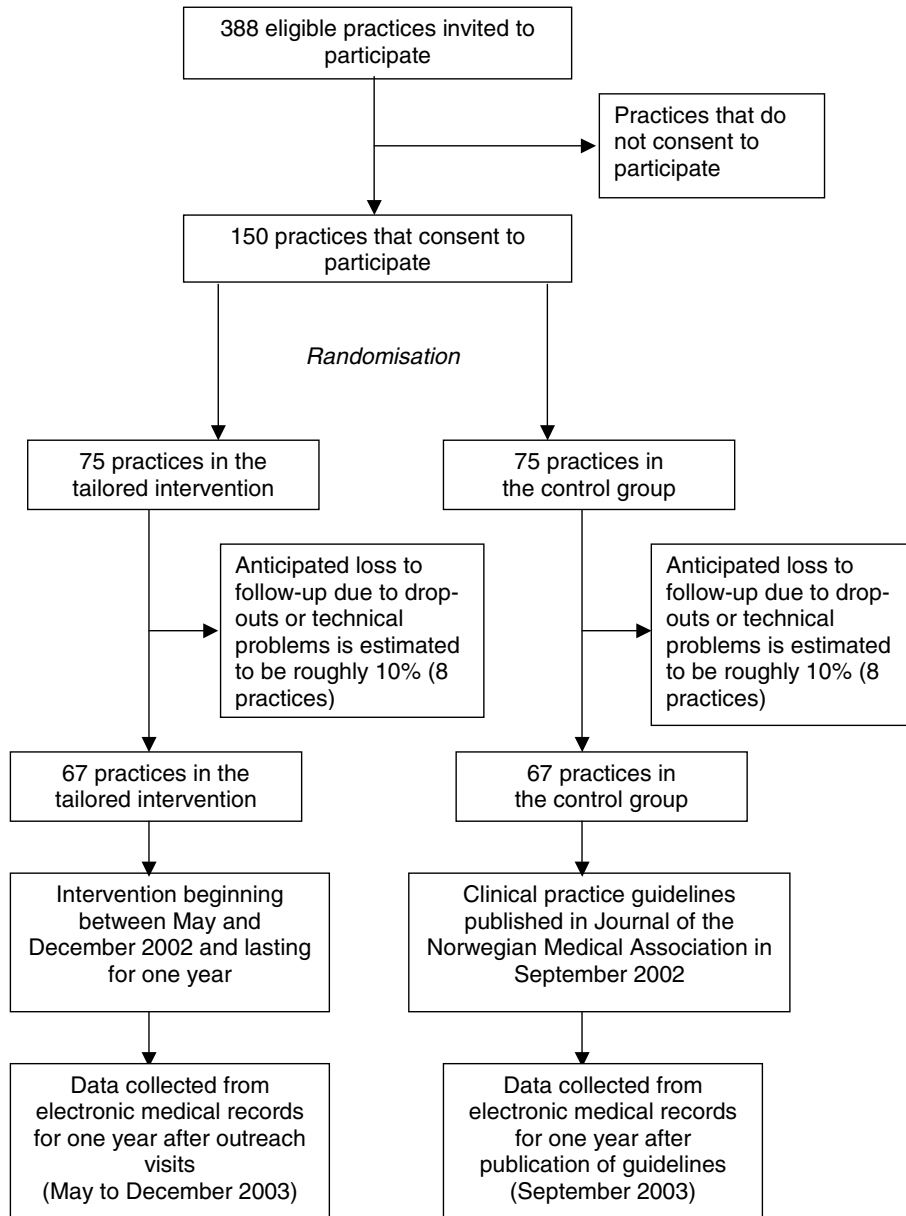 388 eligible practices invited to
participate
Practices that do
not consent to
participate
150 practices that consent to
participate
Randomisation
75 practices in the
tailored intervention
75 practices in
the control group
Anticipated loss to
follow-up due to drop-
outs or technical
problems is estimated
to be roughly 10% (8
practices)
Anticipated loss to
follow-up due to drop-
outs or technical
problems is estimated
to be roughly 10% (8
practices)
67 practices in the
tailored intervention
67 practices in
the control group
Intervention beginning
between May and
December 2002 and lasting
for one year
Clinical practice guidelines
published in Journal of the
Norwegian Medical Association in
September 2002
Data collected from
electronic medical records
for one year after outreach
visits
(May to December 2003)
Data collected from
electronic medical records
for one year after
publication of guidelines
(September 2003)